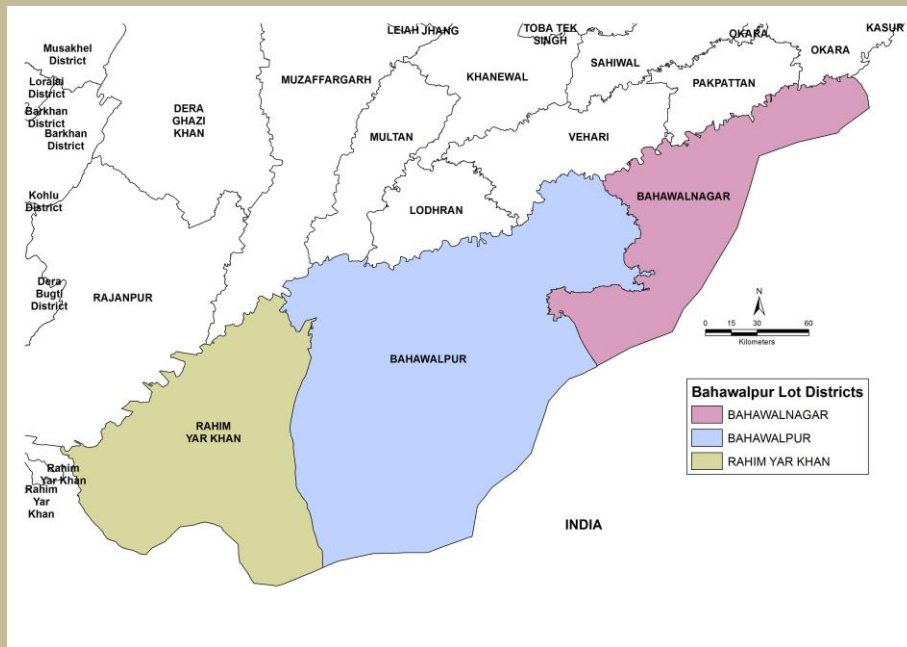 LEIAH JHANG
TOBA TEK
SINGH
OKARA
KASUR
Musakhel
District
SAHIWAL
OKARA
Loralai
District
MUZAFFARGARH
KHANEWAL
PAKPATTAN
Barkhan
District
DERA
GHAZI
KHAN
Barkhan
District
MULTAN
VEHARI
Kohlu
District
LODHRAN
BAHAWALNAGAR
Dera
Bugti
District
RAJANPUR
N
0 15 30 60
Kilometers
BAHAWALPUR
Bahawalpur Lot Districts
BAHAWALNAGAR
BAHAWALPUR
RAHIM YAR KHAN
RAHIM
YAR KHAN
Rahim
Yar Khan
Rahim
Yar
Khan
INDIA